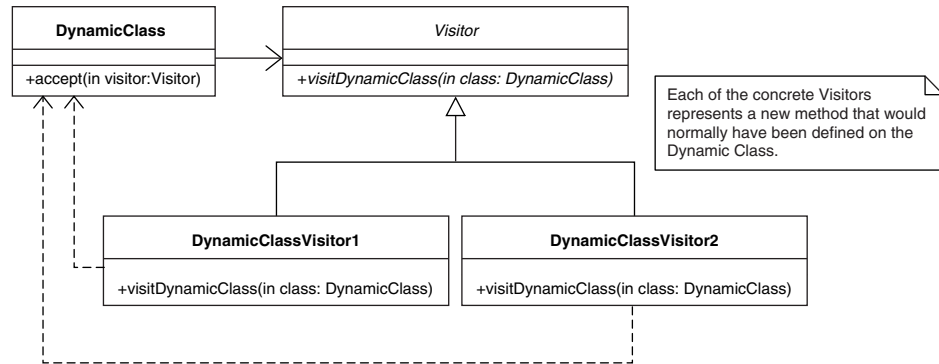 DynamicClass
+accept(in visitor:Visitor)
Visitor
+visitDynamicClass(in class: DynamicClass)
Each of the concrete Visitors
represents a new method that would
normally have been defined on the
Dynamic Class.
DynamicClassVisitor1
+visitDynamicClass(in class: DynamicClass)
DynamicClassVisitor2
+visitDynamicClass(in class: DynamicClass)